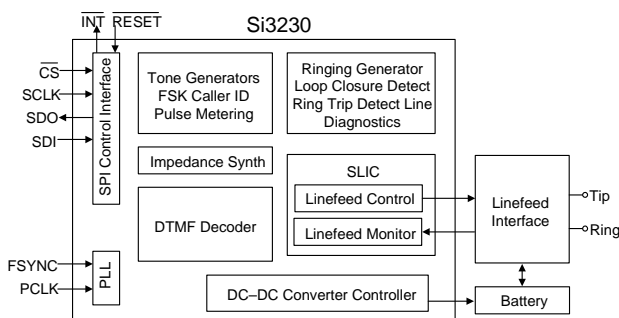 Si3230
INT RESET
CS
SCLK
SDO
SDI
SPI Control Interface
Tone Generators
FSK Caller ID
Pulse Metering
Ringing Generator
Loop Closure Detect
Ring Trip Detect Line
Diagnostics
Impedance Synth
SLIC
Linefeed Control
Linefeed Monitor
DTMF Decoder
Linefeed
Interface
Tip
Ring
FSYNC
PCLK
PLL
DC–DC Converter Controller
Battery